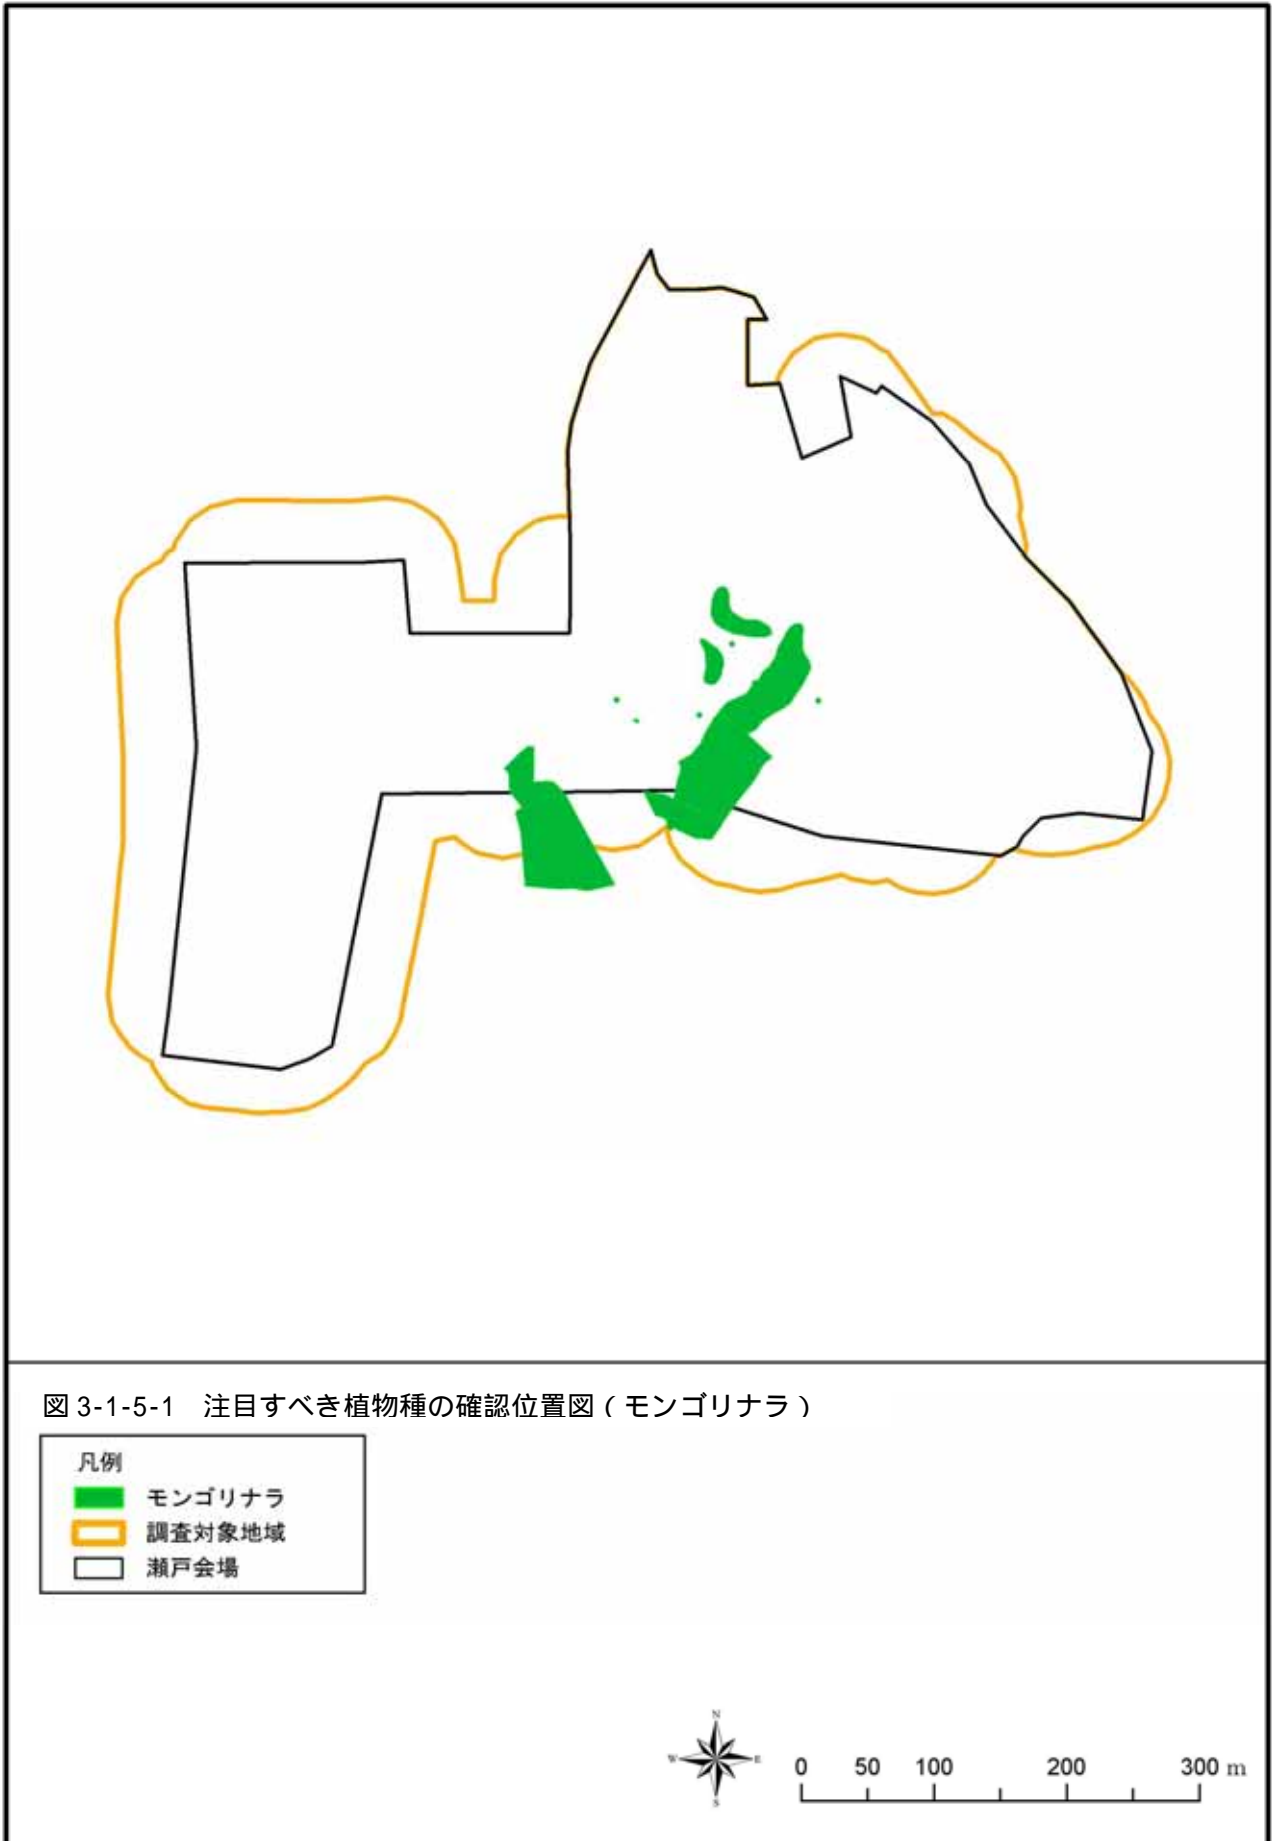 図 3-1-5-1 注目すべき植物種の確認位置図（モンゴリナラ）
凡例
モンゴリナラ
調査対象地域
瀬戸会場
N
W E
S
0 50 100 200 300 m